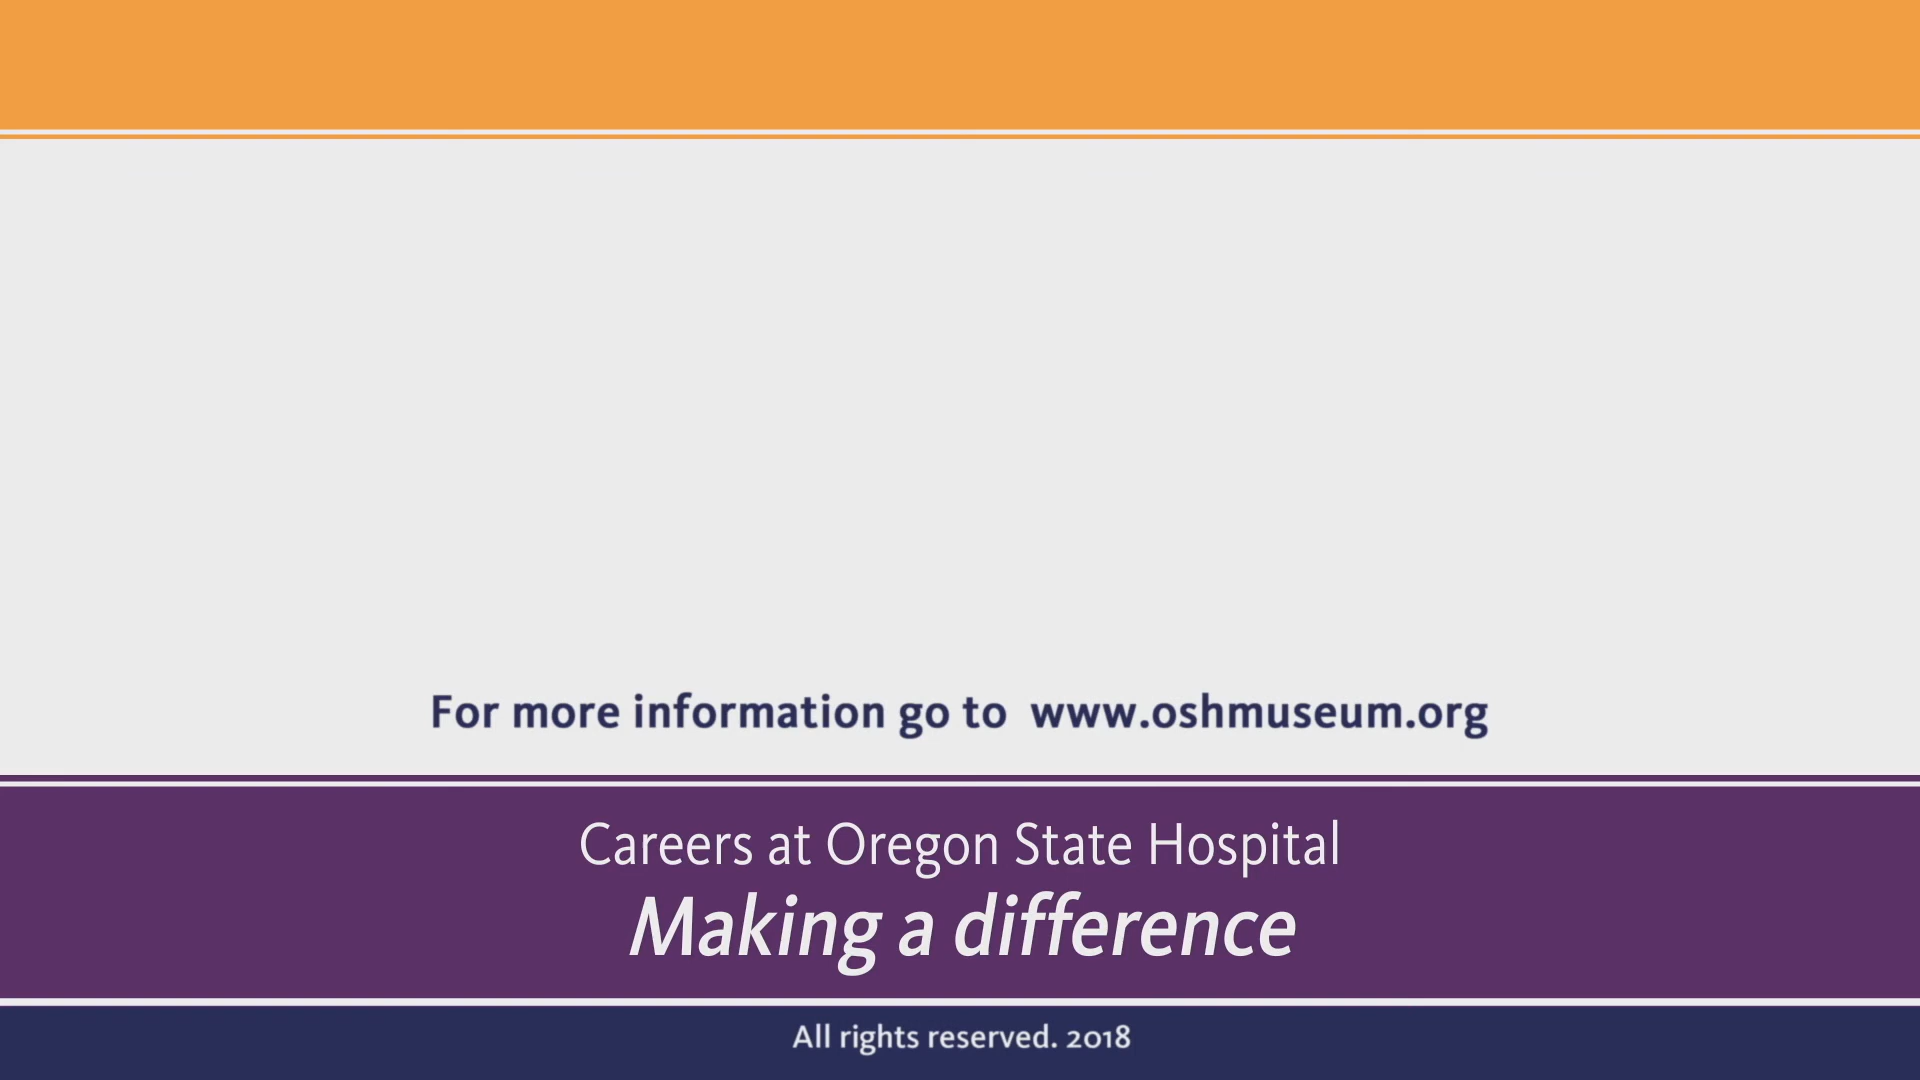 For more information go to www.oshmuseum.org
Careers at Oregon State Hospital
Making a difference
All rights reserved. 2018